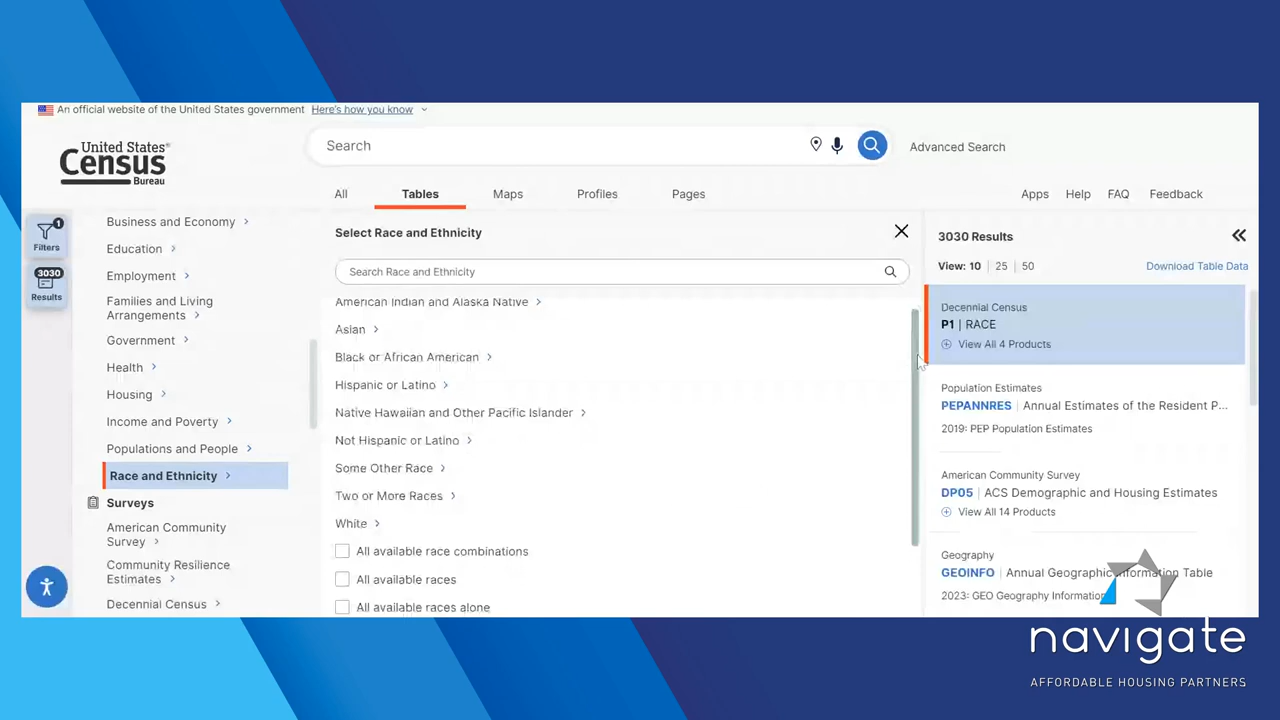 An official website of the United States government Here's how you know
United States®
Census
Bureau
Search
Advanced Search
All
Tables
Maps
Profiles
Pages
Apps
Help
FAQ
Feedback
1
Filters
3030
Results
Business and Economy
Education
Employment
Families and Living
Arrangements
Government
Health
Housing
Income and Poverty
Populations and People
Race and Ethnicity
Surveys
American Community
Survey
Community Resilience
Estimates
Decennial Census
Select Race and Ethnicity
Search Race and Ethnicity
American Indian and Alaska Native
Asian
Black or African American
Hispanic or Latino
Native Hawaiian and Other Pacific Islander
Not Hispanic or Latino
Some Other Race
Two or More Races
White
All available race combinations
All available races
All available races alone
3030 Results
View: 10 | 25 | 50
Download Table Data
Decennial Census
P1 | RACE
View All 4 Products
Population Estimates
PEPANNRES | Annual Estimates of the Resident P...
2019: PEP Population Estimates
American Community Survey
DP05 | ACS Demographic and Housing Estimates
View All 14 Products
Geography
GEOINFO | Annual Geographic Information Table
2023: GEO Geography Information
navigate
AFFORDABLE HOUSING PARTNERS